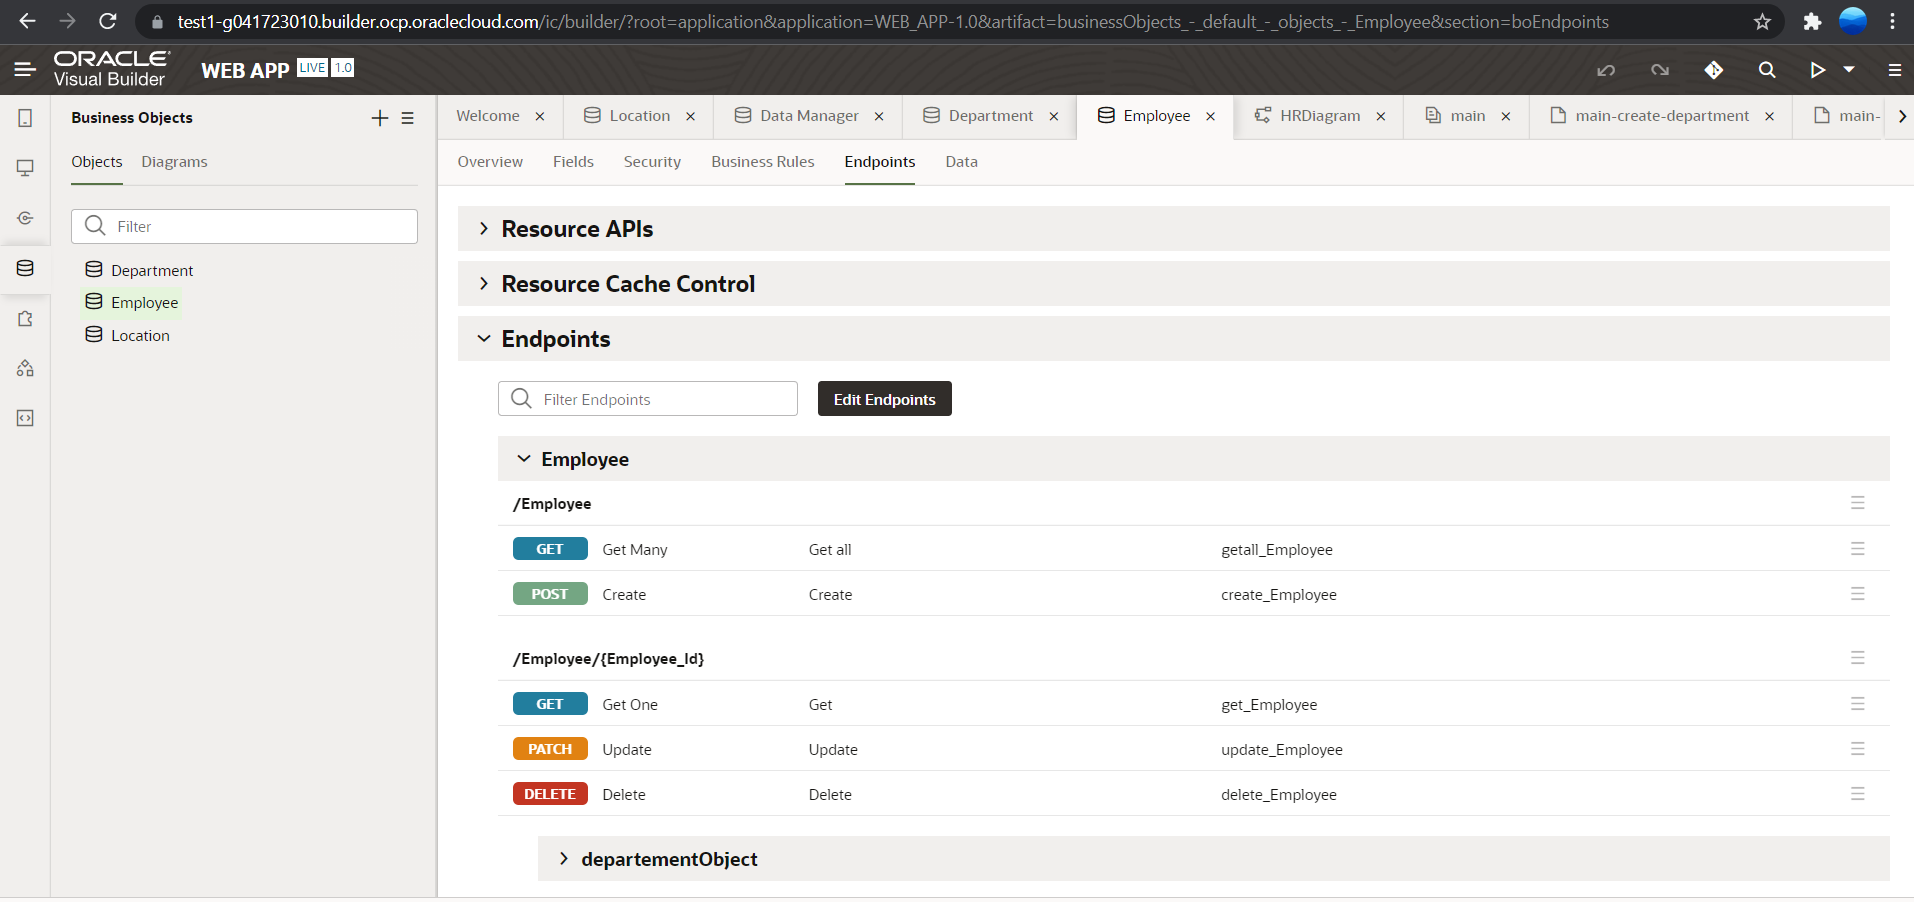 test1-g041723010.builder.ocp.oraclecloud.com/ic/builder/?root=application&application=WEB_APP-1.0&artifact=businessObjects_-_default_-_objects_-_Employee&section=boEndpoints
ORACLE
Visual Builder
WEB APP LIVE 1.0
Business Objects
Welcome Location Data Manager Department Employee HRDiagram main main-create-department main-
Objects Diagrams
Overview Fields Security Business Rules Endpoints Data
Filter
Department
Employee
Location
Resource APIs
Resource Cache Control
Endpoints
Filter Endpoints Edit Endpoints
Employee
/Employee
GET Get Many Get all getall_Employee
POST Create Create create_Employee
/Employee/{Employee_Id}
GET Get One Get get_Employee
PATCH Update Update update_Employee
DELETE Delete Delete delete_Employee
departementObject